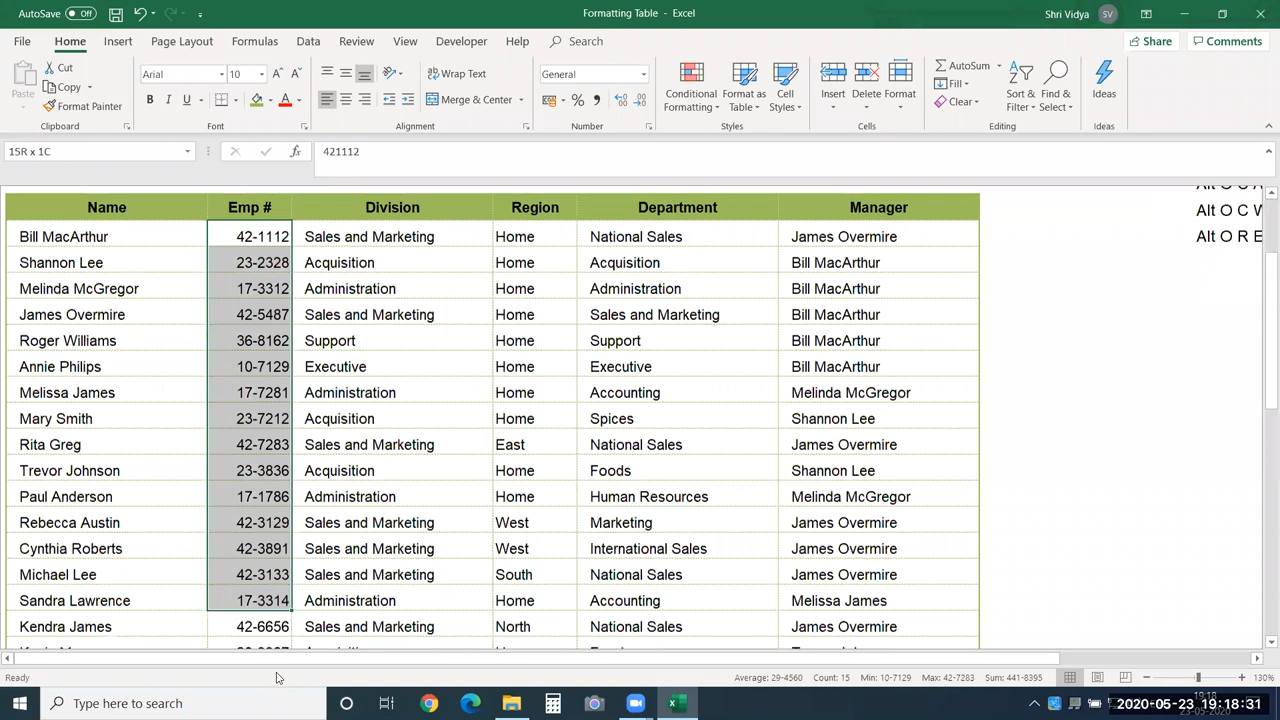 AutoSave Off Formatting Table - Excel Shri Vidya SV
File Home Insert Page Layout Formulas Data Review View Developer Help Search Share Comments
Paste Cut Copy Format Painter Clipboard
Arial 10 A A B I U A Font
Wrap Text Merge & Center Alignment
General % , Number
Conditional Formatting Format as Table Cell Styles Styles
Insert Delete Format Cells
AutoSum Fill Clear Sort & Filter Find & Select Editing
Ideas Ideas
15R x 1C fx 421112
Name Emp # Division Region Department Manager
Alt O C W
Alt O R E
Bill MacArthur 42-1112 Sales and Marketing Home National Sales James Overmire
Shannon Lee 23-2328 Acquisition Home Acquisition Bill MacArthur
Melinda McGregor 17-3312 Administration Home Administration Bill MacArthur
James Overmire 42-5487 Sales and Marketing Home Sales and Marketing Bill MacArthur
Roger Williams 36-8162 Support Home Support Bill MacArthur
Annie Philips 10-7129 Executive Home Executive Bill MacArthur
Melissa James 17-7281 Administration Home Accounting Melinda McGregor
Mary Smith 23-7212 Acquisition Home Spices Shannon Lee
Rita Greg 42-7283 Sales and Marketing East National Sales James Overmire
Trevor Johnson 23-3836 Acquisition Home Foods Shannon Lee
Paul Anderson 17-1786 Administration Home Human Resources Melinda McGregor
Rebecca Austin 42-3129 Sales and Marketing West Marketing James Overmire
Cynthia Roberts 42-3891 Sales and Marketing West International Sales James Overmire
Michael Lee 42-3133 Sales and Marketing South National Sales James Overmire
Sandra Lawrence 17-3314 Administration Home Accounting Melissa James
Kendra James 42-6656 Sales and Marketing North National Sales James Overmire
Ready Average: 29-4560 Count: 15 Min: 10-7129 Max: 42-7283 Sum: 441-8395 130%
Type here to search 19:18
2020-05-23 19:18:31
23-05-2020